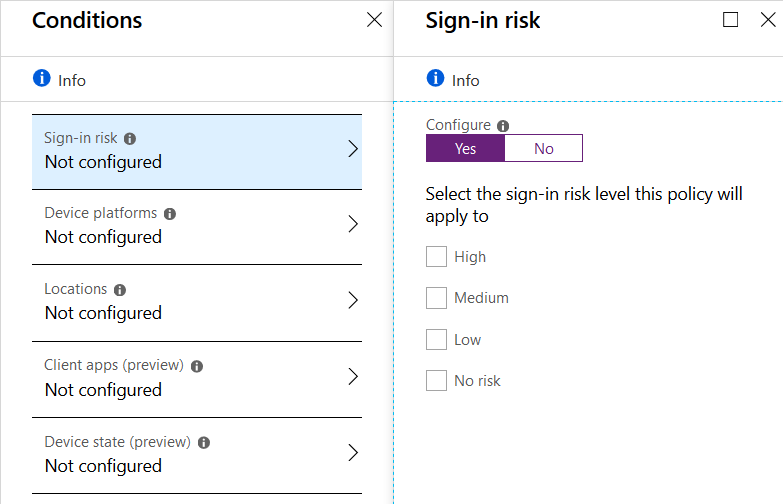 Conditions
Info
Sign-in risk
Not configured
Device platforms
Not configured
Locations
Not configured
Client apps (preview)
Not configured
Device state (preview)
Not configured
Sign-in risk
Info
Configure
Yes No
Select the sign-in risk level this policy will
apply to
High
Medium
Low
No risk